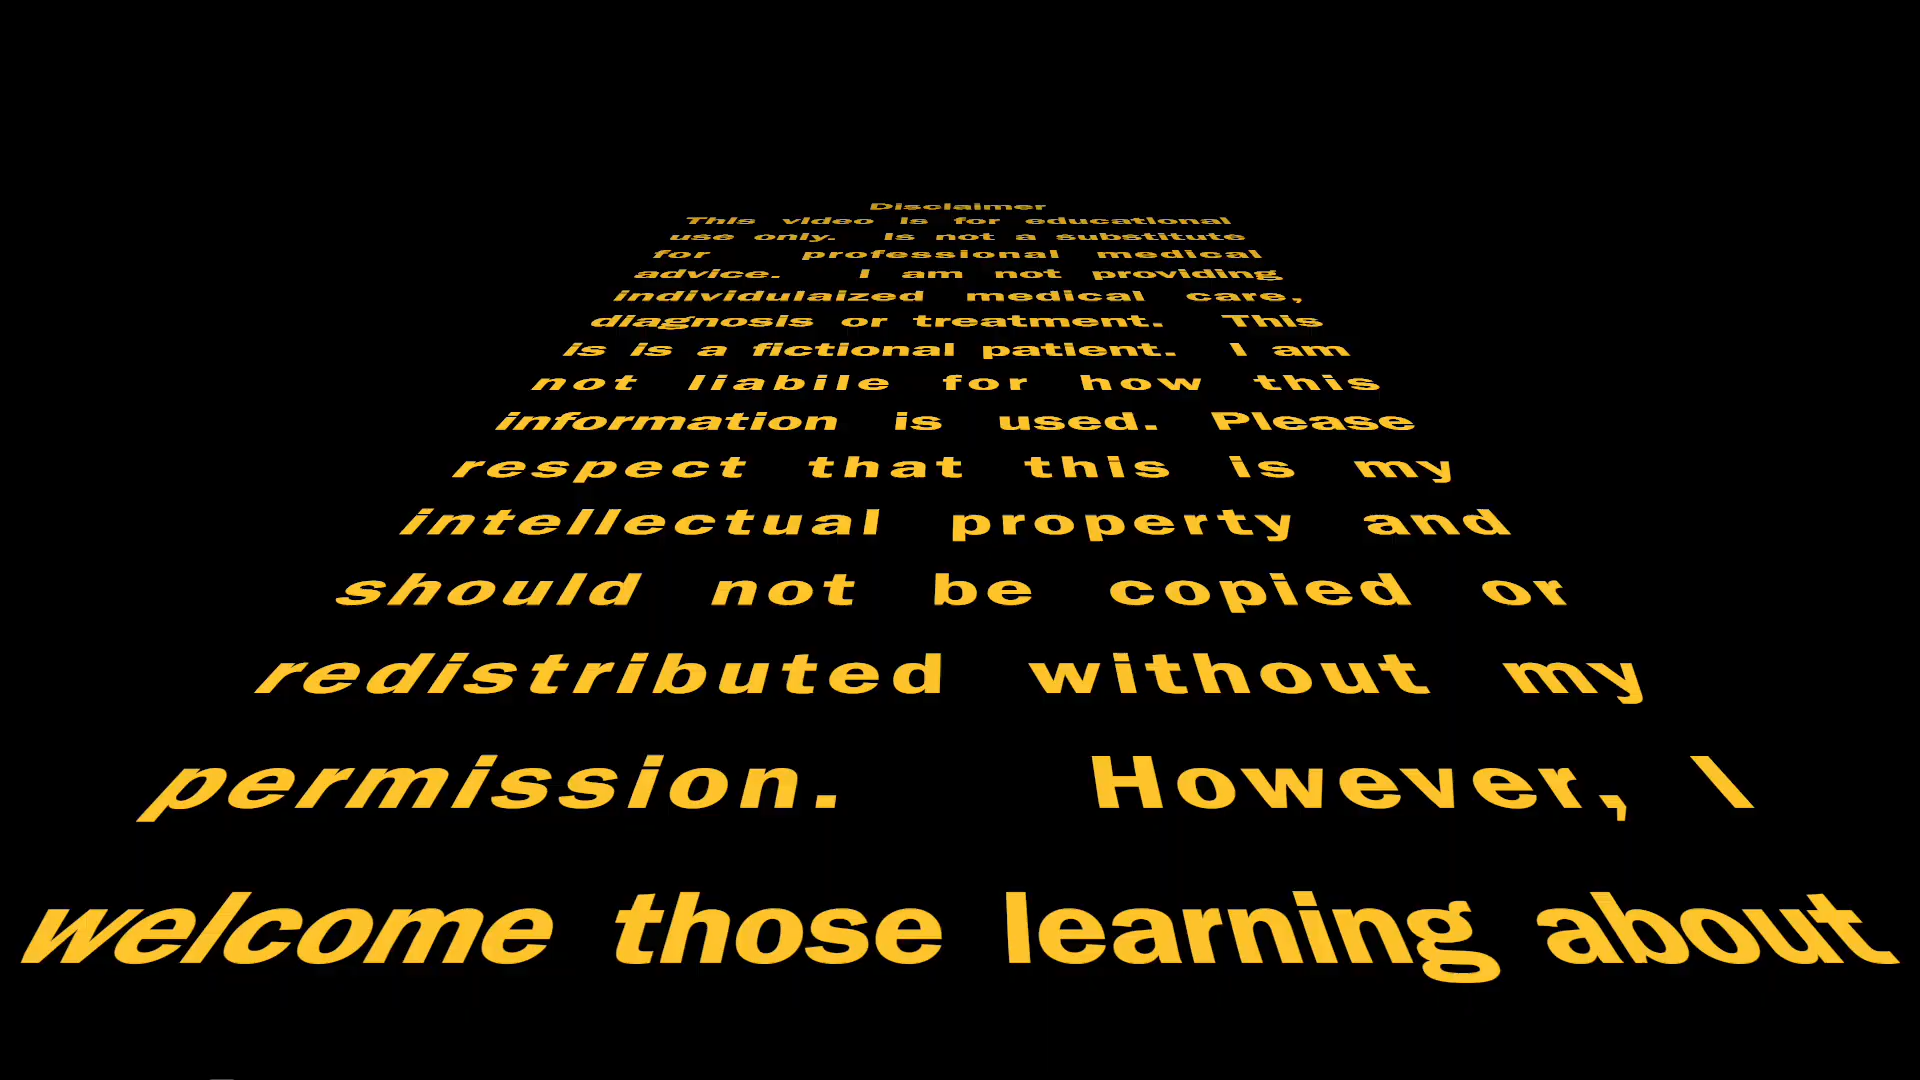 Disclaimer
This video is for educational
use only. Is not a substitute
for professional medical
advice. I am not providing
individulaized medical care,
diagnosis or treatment. This
is is a fictional patient. I am
not liabile for how this
information is used. Please
respect that this is my
intellectual property and
should not be copied or
redistributed without my
permission. However, I
welcome those learning about